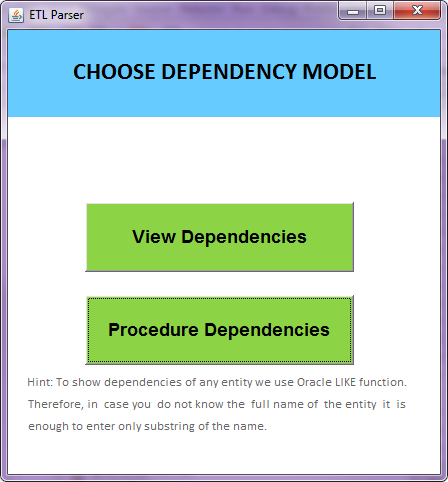 ETL Parser
CHOOSE DEPENDENCY MODEL
View Dependencies
Procedure Dependencies
Hint: To show dependencies of any entity we use Oracle LIKE function.
Therefore, in case you do not know the full name of the entity it is
enough to enter only substring of the name.